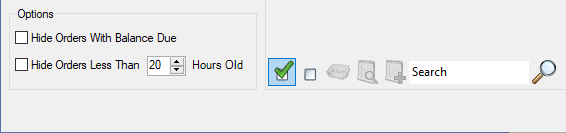 Options
Hide Orders With Balance Due
Hide Orders Less Than 20 Hours Old
Search